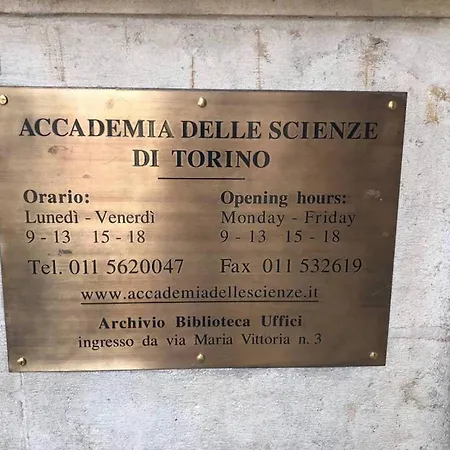 ACCADEMIA DELLE SCIENZE
DI TORINO
Orario: Opening hours:
Lunedì - Venerdì Monday - Friday
9 - 13 15 - 18 9 - 13 15 - 18
Tel. 011 5620047 Fax 011 532619
www.accademiadellescienze.it
Archivio Biblioteca Uffici
ingresso da via Maria Vittoria n. 3